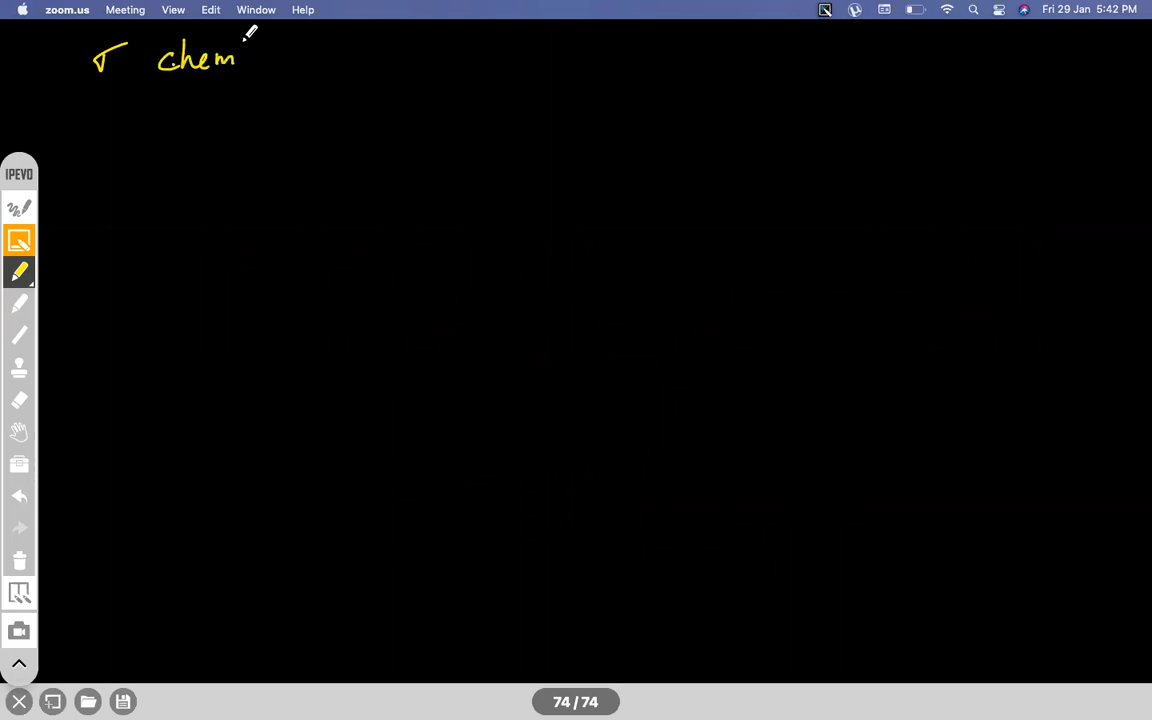 zoom.us Meeting View Edit Window Help Fri 29 Jan 5:42 PM
σ chem
IPEVO
74 / 74